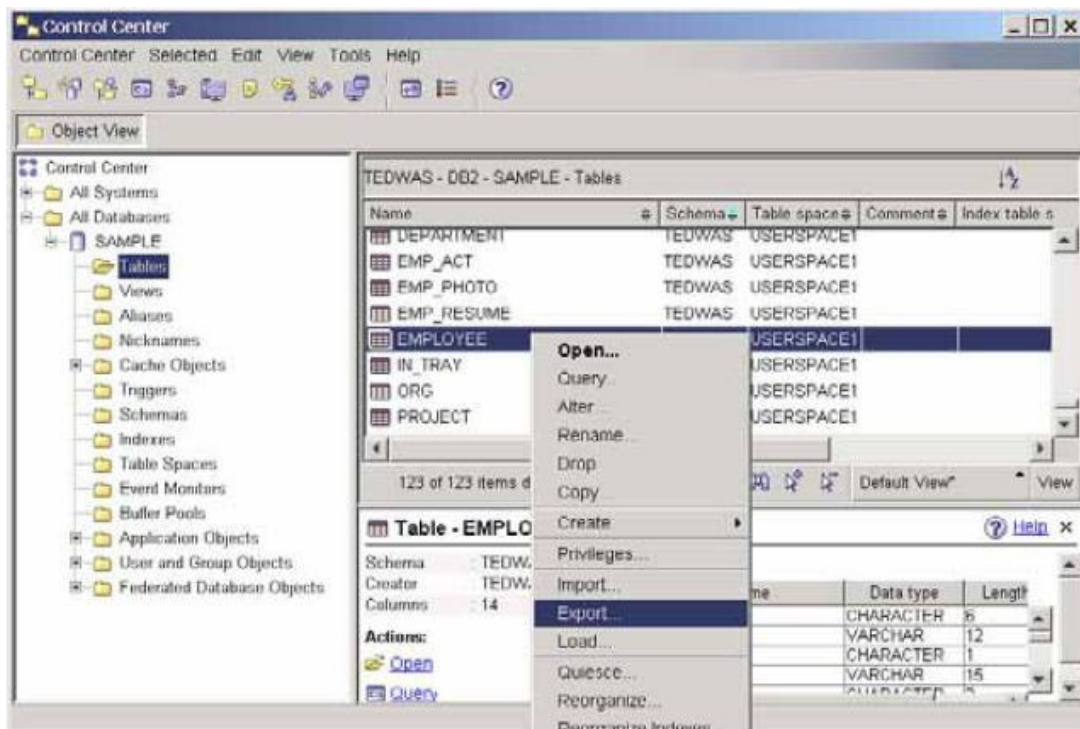 Control Center
Control Center Selected Edit View Tools Help
Object View
Control Center
All Systems
All Databases
SAMPLE
Tables
Views
Aliases
Nicknames
Cache Objects
Triggers
Schemas
Indexes
Table Spaces
Event Monitors
Buffer Pools
Application Objects
User and Group Objects
Federated Database Objects
TEDWAS - DB2 - SAMPLE - Tables
Name Schema Table space Comment Index table s
DEPARTMENT TEDWAS USERSPACE1
EMP_ACT TEDWAS USERSPACE1
EMP_PHOTO TEDWAS USERSPACE1
EMP_RESUME TEDWAS USERSPACE1
EMPLOYEE USERSPACE1
IN_TRAY USERSPACE1
ORG USERSPACE1
PROJECT USERSPACE1
123 of 123 items d Default View* View
Open...
Query...
Alter...
Rename...
Drop
Copy...
Create
Privileges...
Import...
Export...
Load...
Quiesce...
Reorganize...
Reorganize Indexes
Table - EMPLO
Help
Schema : TEDWA
Creator : TEDWA
Columns : 14
Actions:
Open
Query
me Data type Length
CHARACTER 6
VARCHAR 12
CHARACTER 1
VARCHAR 15